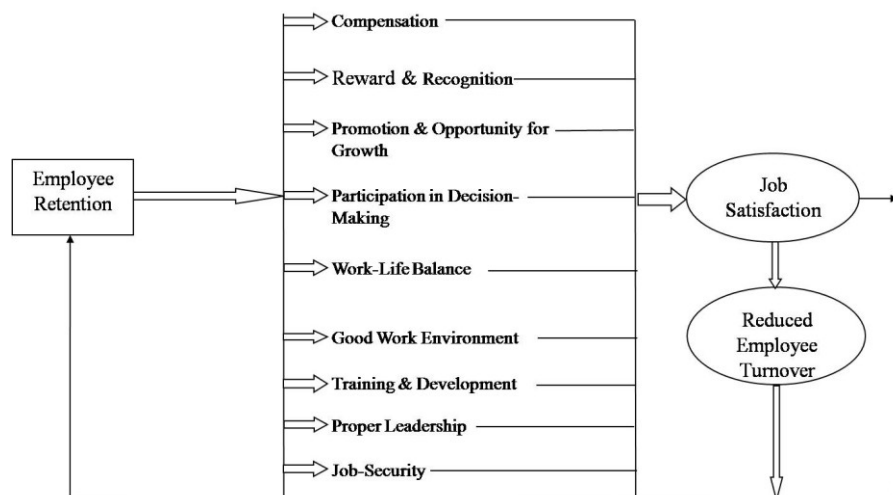 Compensation
Reward & Recognition
Promotion & Opportunity for
Growth
Employee
Retention
Participation in Decision-
Making
Job
Satisfaction
Work-Life Balance
Good Work Environment
Reduced
Employee
Turnover
Training & Development
Proper Leadership
Job-Security